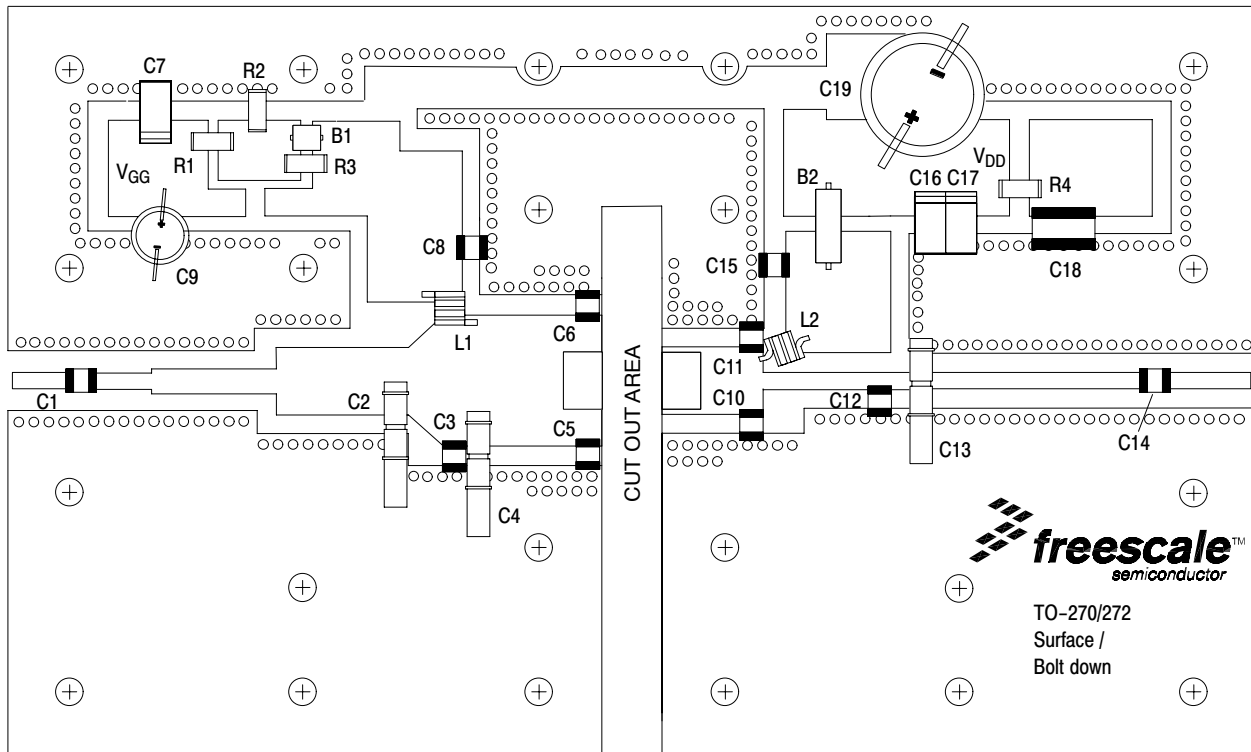 C7
R2
B1
R1
R3
VGG
C9
C8
L1
C6
C19
VDD
C16 C17
R4
B2
C15
C18
L2
C11
C1
C2
C3
C5
C4
CUT OUT AREA
C10
C12
C13
C14
freescale™
semiconductor
TO-270/272
Surface /
Bolt down